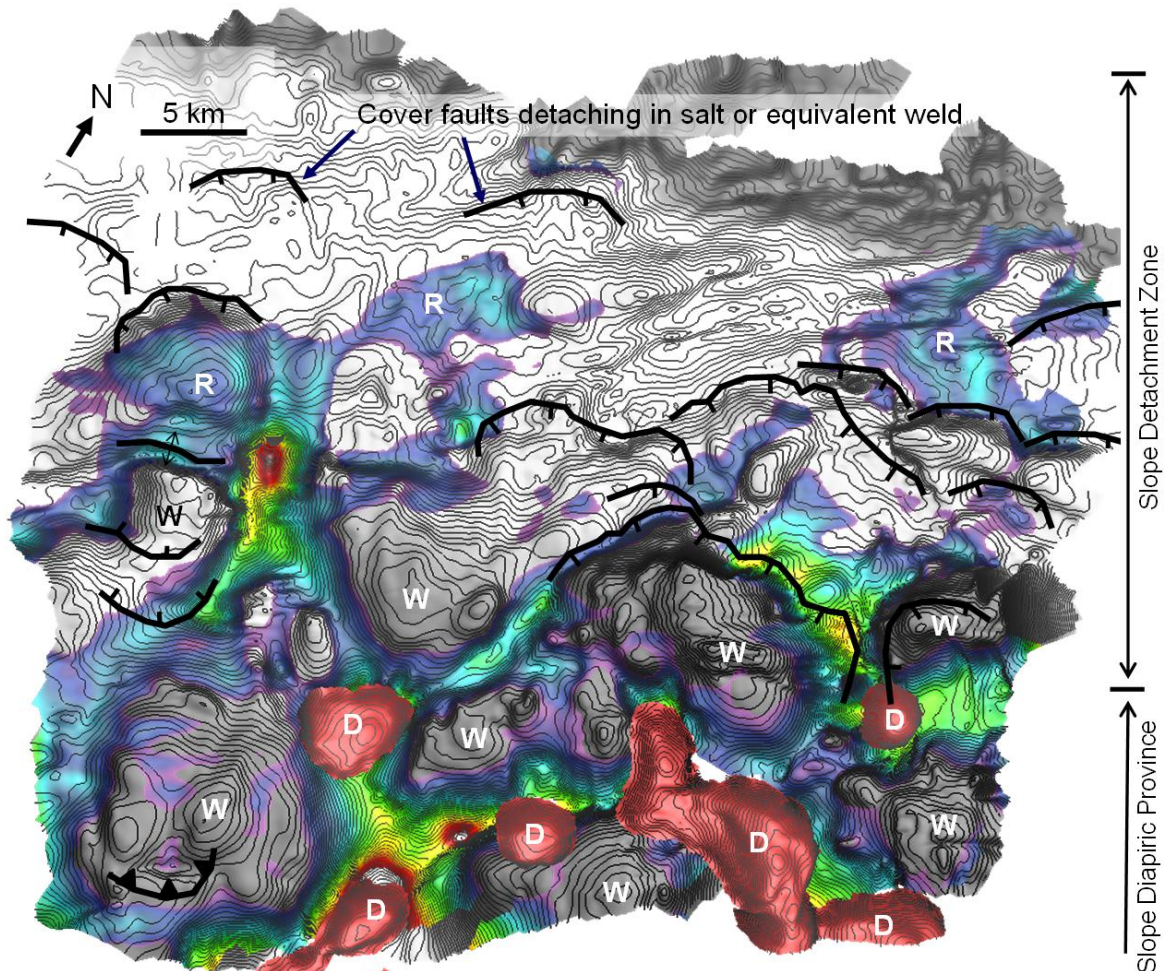 N
5 km
Cover faults detaching in salt or equivalent weld
R
R
R
W
W
W
W
D
W
D
W
D
D
W
W
D
D
Slope Detachment Zone
Slope Diapiric Province